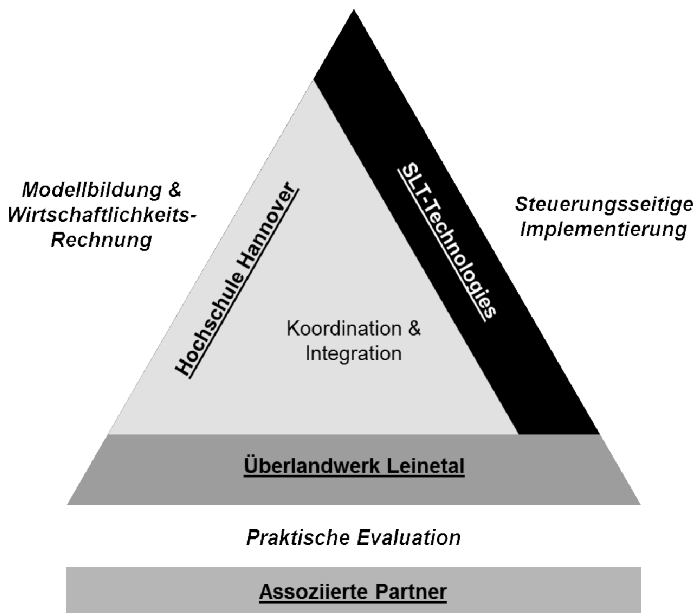 Modellbildung &
Wirtschaftlichkeits-
Rechnung
Hochschule Hannover
SLT-Technologies
Steuerungsseitige
Implementierung
Koordination &
Integration
Überlandwerk Leinetal
Praktische Evaluation
Assoziierte Partner